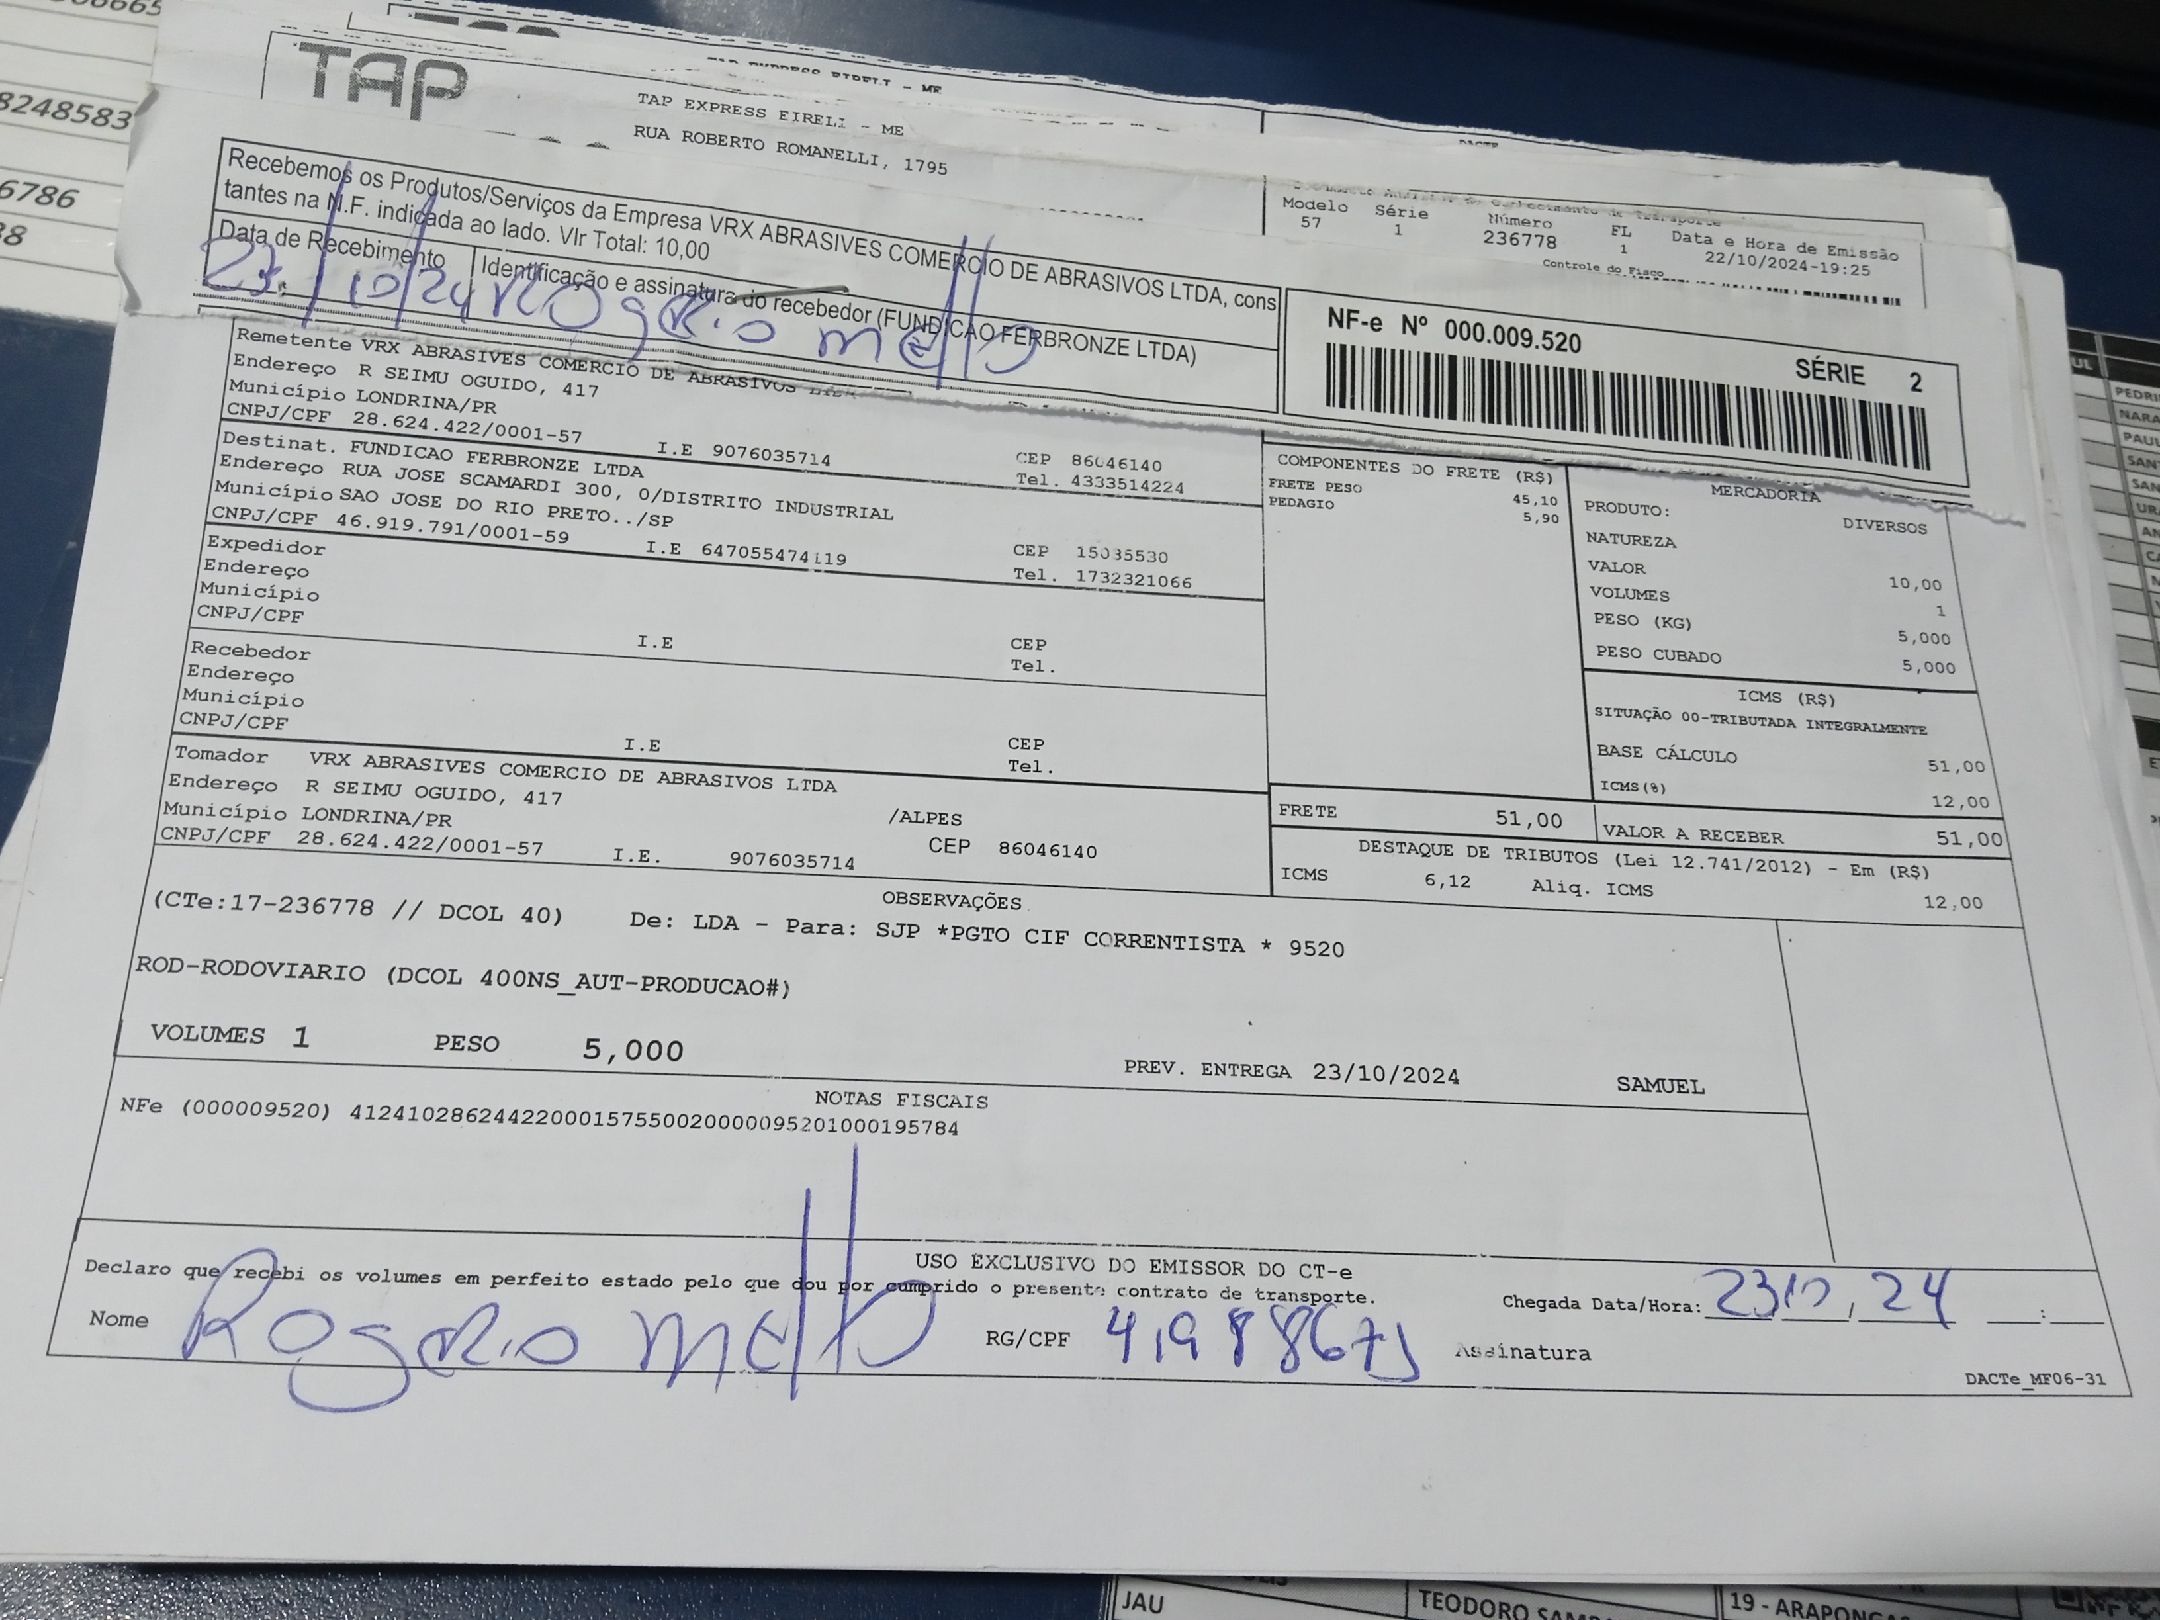 8248583
6786
TAP
TAP EXPRESS EIRELI - ME
RUA ROBERTO ROMANELLI, 1795
DACTE
Modelo Série Número FL Data e Hora de Emissão
57 1 236778 1 22/10/2024-19:25
Controle do Fisco
Recebemos os Produtos/Serviços da Empresa VRX ABRASIVES COMERCIO DE ABRASIVOS LTDA, cons
tantes na N.F. indicada ao lado. Vlr Total: 10,00
Data de Recebimento Identificação e assinatura do recebedor (FUNDICAO FERBRONZE LTDA)
23/10/24 Rogerio mello
NF-e Nº 000.009.520
SÉRIE 2
Remetente VRX ABRASIVES COMERCIO DE ABRASIVOS
Endereço R SEIMU OGUIDO, 417
Município LONDRINA/PR CEP 86046140
CNPJ/CPF 28.624.422/0001-57 I.E 9076035714 Tel. 4333514224
Destinat. FUNDICAO FERBRONZE LTDA
Endereço RUA JOSE SCAMARDI 300, 0/DISTRITO INDUSTRIAL
Município SAO JOSE DO RIO PRETO../SP CEP 15035530
CNPJ/CPF 46.919.791/0001-59 I.E 647055474119 Tel. 1732321066
Expedidor
Endereço
Município CEP
CNPJ/CPF I.E Tel.
Recebedor
Endereço
Município CEP
CNPJ/CPF I.E Tel.
Tomador VRX ABRASIVES COMERCIO DE ABRASIVOS LTDA
Endereço R SEIMU OGUIDO, 417 /ALPES
Município LONDRINA/PR CEP 86046140
CNPJ/CPF 28.624.422/0001-57 I.E. 9076035714
COMPONENTES DO FRETE (R$)
FRETE PESO 45,10
PEDAGIO 5,90
MERCADORIA
PRODUTO: DIVERSOS
NATUREZA
VALOR 10,00
VOLUMES 1
PESO (KG) 5,000
PESO CUBADO 5,000
ICMS (R$)
SITUAÇÃO 00-TRIBUTADA INTEGRALMENTE
BASE CÁLCULO 51,00
ICMS(%) 12,00
FRETE 51,00 VALOR A RECEBER 51,00
DESTAQUE DE TRIBUTOS (Lei 12.741/2012) - Em (R$)
ICMS 6,12 Aliq. ICMS 12,00
OBSERVAÇÕES
(CTe:17-236778 // DCOL 40) De: LDA - Para: SJP *PGTO CIF CORRENTISTA * 9520
ROD-RODOVIARIO (DCOL 400NS_AUT-PRODUCAO#)
VOLUMES 1 PESO 5,000 PREV. ENTREGA 23/10/2024 SAMUEL
NOTAS FISCAIS
NFe (000009520) 41241028624422000157550020000095201000195784
USO EXCLUSIVO DO EMISSOR DO CT-e
Declaro que recebi os volumes em perfeito estado pelo que dou por cumprido o presente contrato de transporte.
Chegada Data/Hora: 23 10, 24 :
Nome Rogerio mello RG/CPF Assinatura
DACTe_MF06-31
JAU
TEODORO
19 -